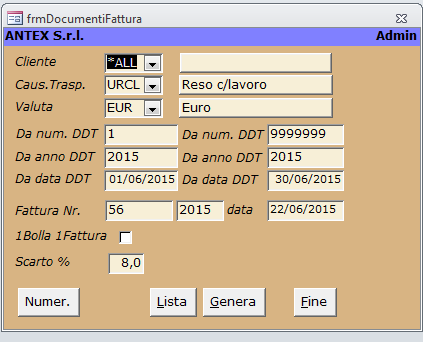 frmDocumentiFattura
ANTEX S.r.l. Admin
Cliente *ALL
Caus.Trasp. URCL Reso c/lavoro
Valuta EUR Euro
Da num. DDT 1 Da num. DDT 9999999
Da anno DDT 2015 Da anno DDT 2015
Da data DDT 01/06/2015 Da data DDT 30/06/2015
Fattura Nr. 56 2015 data 22/06/2015
1Bolla 1Fattura
Scarto % 8,0
Numer. Lista Genera Fine